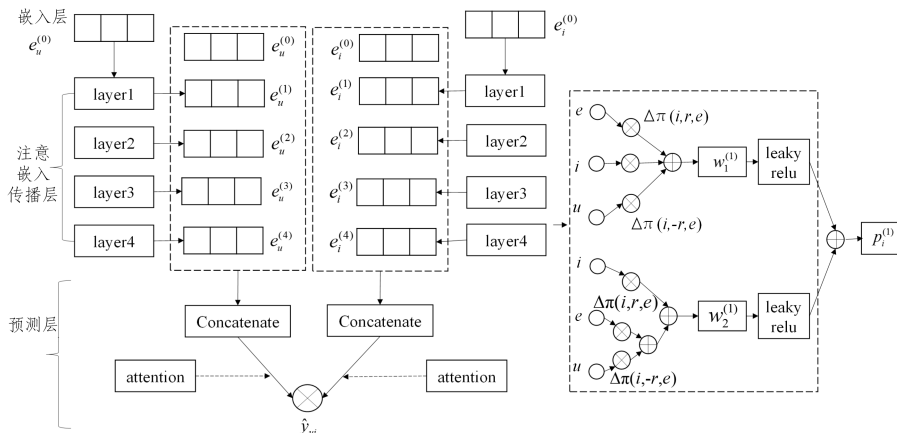 嵌入层
e_u^{(0)}
e_u^{(0)}
e_i^{(0)}
e_i^{(0)}
注意
嵌入
传播层
layer1
e_u^{(1)}
e_i^{(1)}
layer1
layer2
e_u^{(2)}
e_i^{(2)}
layer2
layer3
e_u^{(3)}
e_i^{(3)}
layer3
layer4
e_u^{(4)}
e_i^{(4)}
layer4
预测层
Concatenate
Concatenate
attention
attention
ŷ_{ui}
e
Δπ(i,r,e)
i
w_1^{(1)}
leaky
relu
u
Δπ(i,-r,e)
p_i^{(1)}
i
Δπ(i,r,e)
e
w_2^{(1)}
leaky
relu
u
Δπ(i,-r,e)